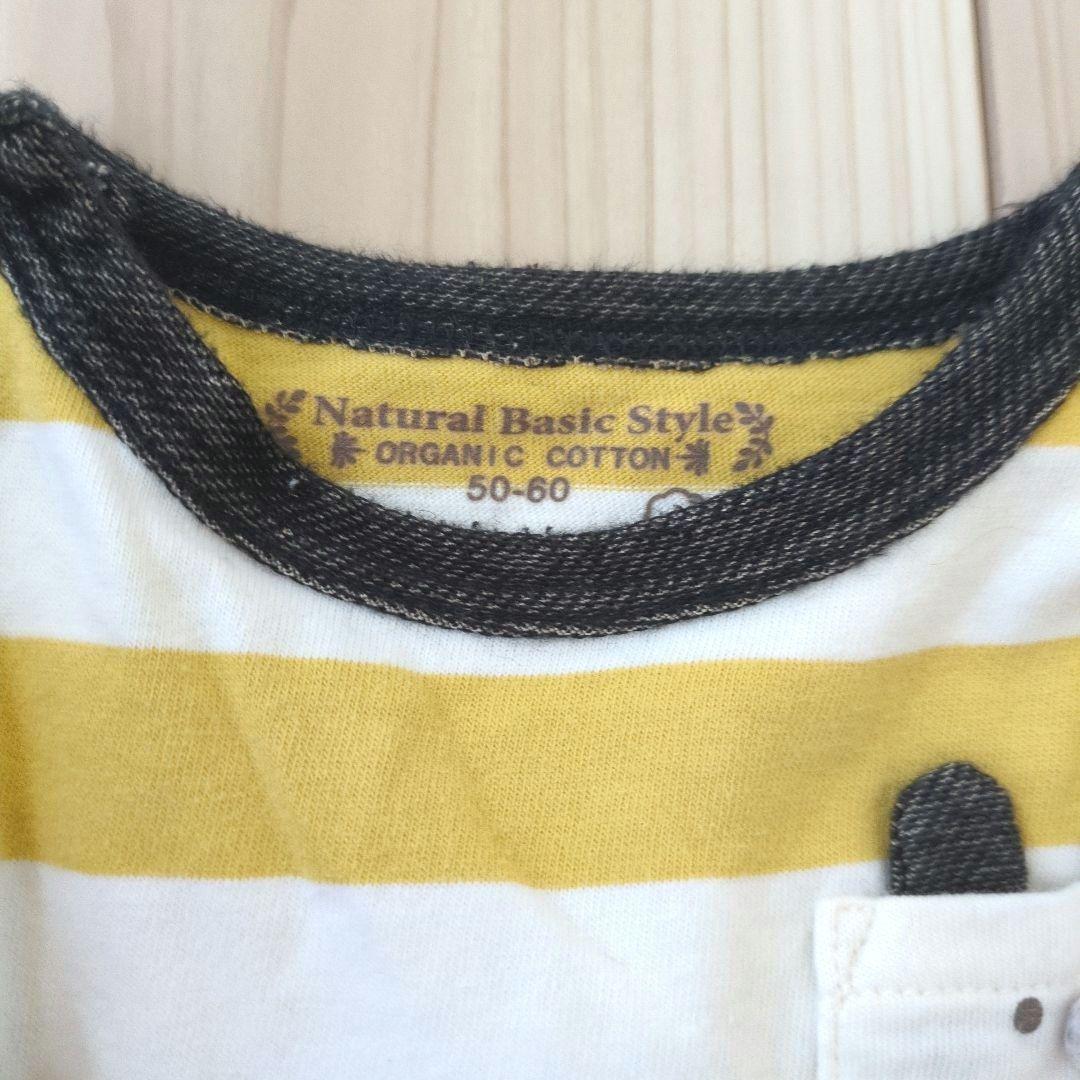 Natural Basic Style
ORGANIC COTTON
50-60